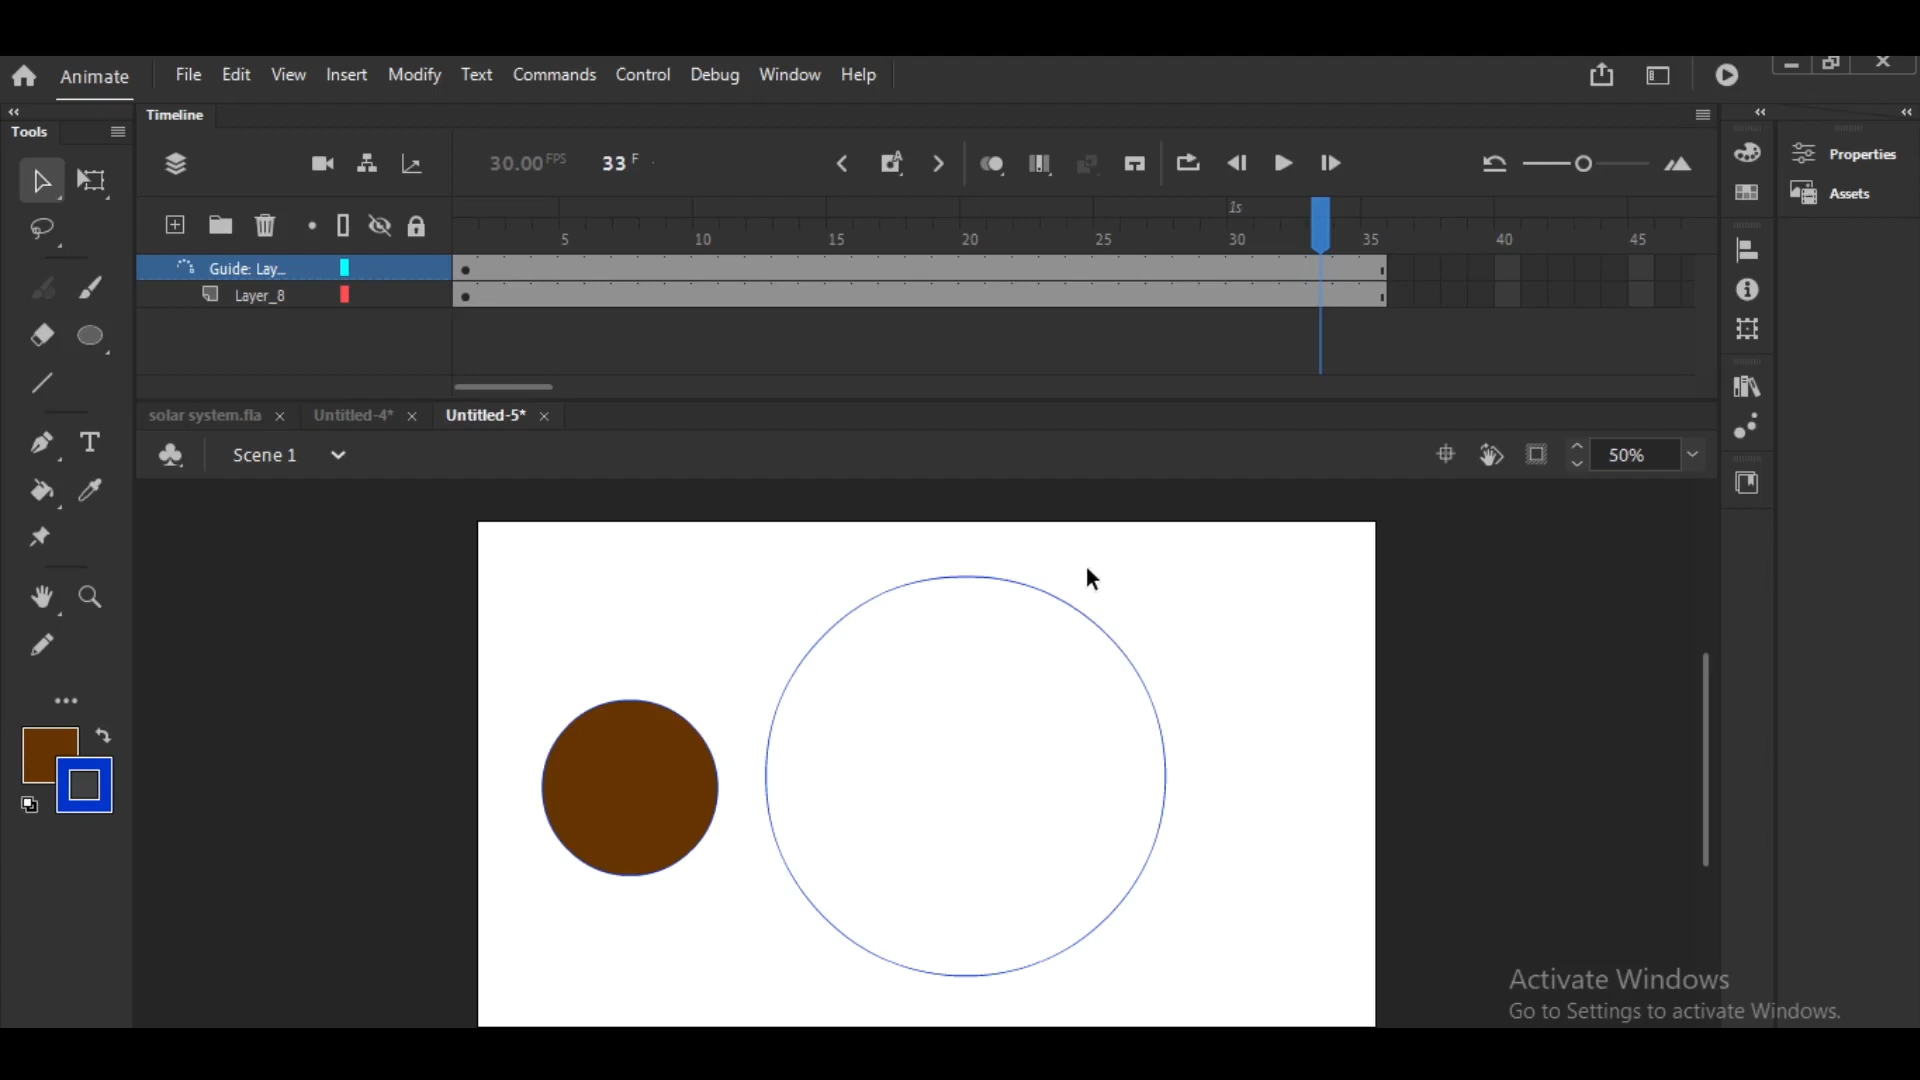 Animate File Edit View Insert Modify Text Commands Control Debug Window Help
Tools
Timeline
Properties
Assets
30.00 FPS 33 F
1s
5 10 15 20 25 30 35 40 45
Guide: Lay...
Layer_8
solar system.fla Untitled-4* Untitled-5*
Scene 1
50%
Activate Windows
Go to Settings to activate Windows.